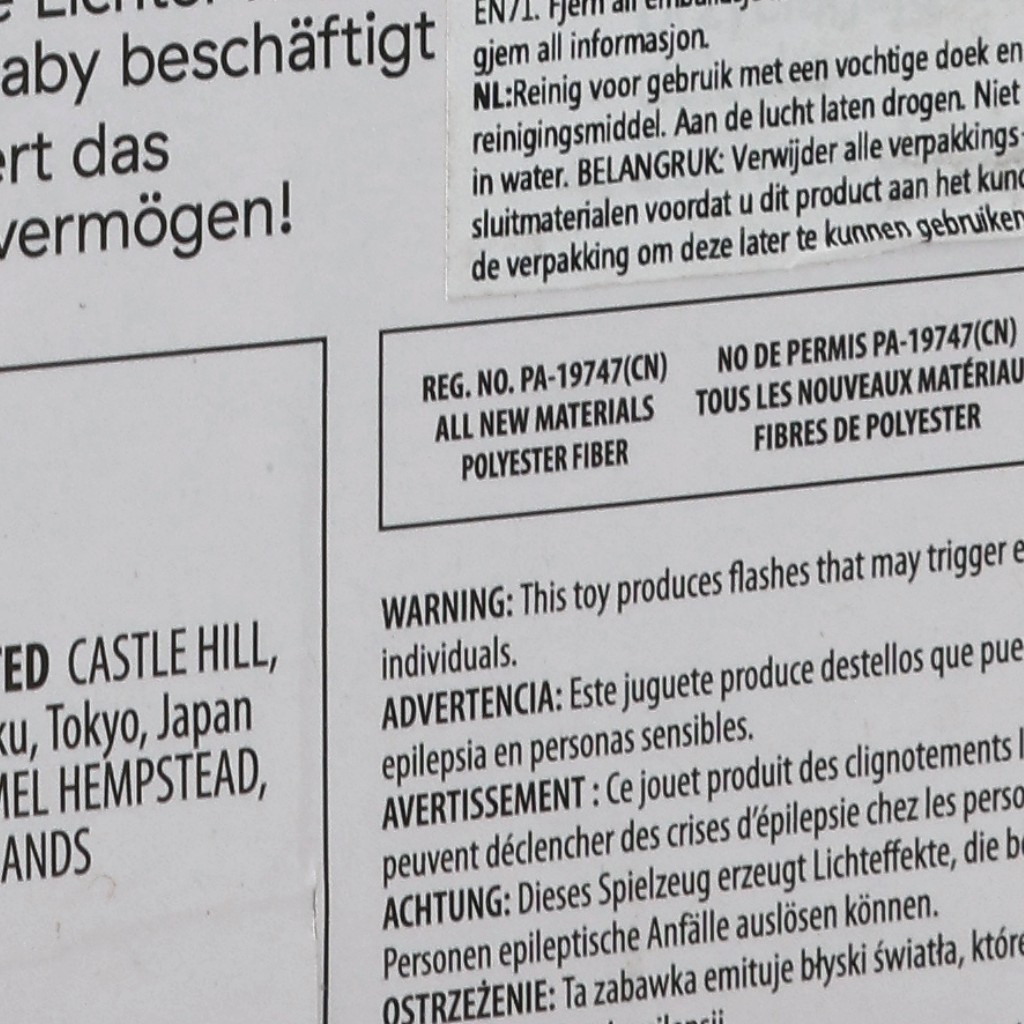 aby beschäftigt
das
vermögen!
EN71. Fjern all
gjem all informasjon.
NL:Reinig voor gebruik met een vochtige doek en
reinigingsmiddel. Aan de lucht laten drogen. Niet
in water. BELANGRUK: Verwijder alle verpakkings-
sluitmaterialen voordat u dit product aan het
de verpakking om deze later te kunnen gebruiken
REG. NO. PA-19747(CN)
ALL NEW MATERIALS
POLYESTER FIBER
NO DE PERMIS PA-19747(CN)
TOUS LES NOUVEAUX MATÉRIAU
FIBRES DE POLYESTER
ED CASTLE HILL,
ku, Tokyo, Japan
MEL HEMPSTEAD,
ANDS
WARNING: This toy produces flashes that may trigger e
individuals.
ADVERTENCIA: Este juguete produce destellos que pue
epilepsia en personas sensibles.
AVERTISSEMENT : Ce jouet produit des clignotements l
peuvent déclencher des crises d'épilepsie chez les perso
ACHTUNG: Dieses Spielzeug erzeugt Lichteffekte, die be
Personen epileptische Anfälle auslösen können.
OSTRZEŻENIE: Ta zabawka emituje błyski światła, które